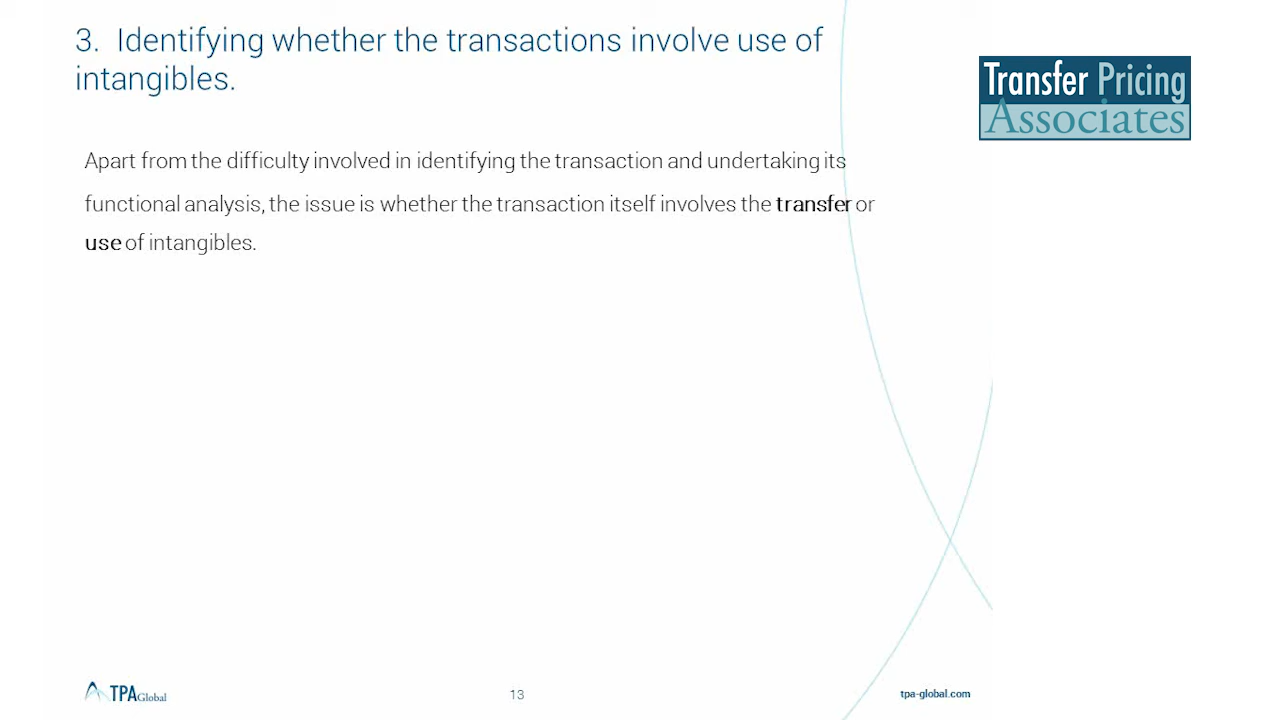 3. Identifying whether the transactions involve use of
intangibles.
Transfer Pricing
Associates
Apart from the difficulty involved in identifying the transaction and undertaking its
functional analysis, the issue is whether the transaction itself involves the transfer or
use of intangibles.
TPA Global
13
tpa-global.com